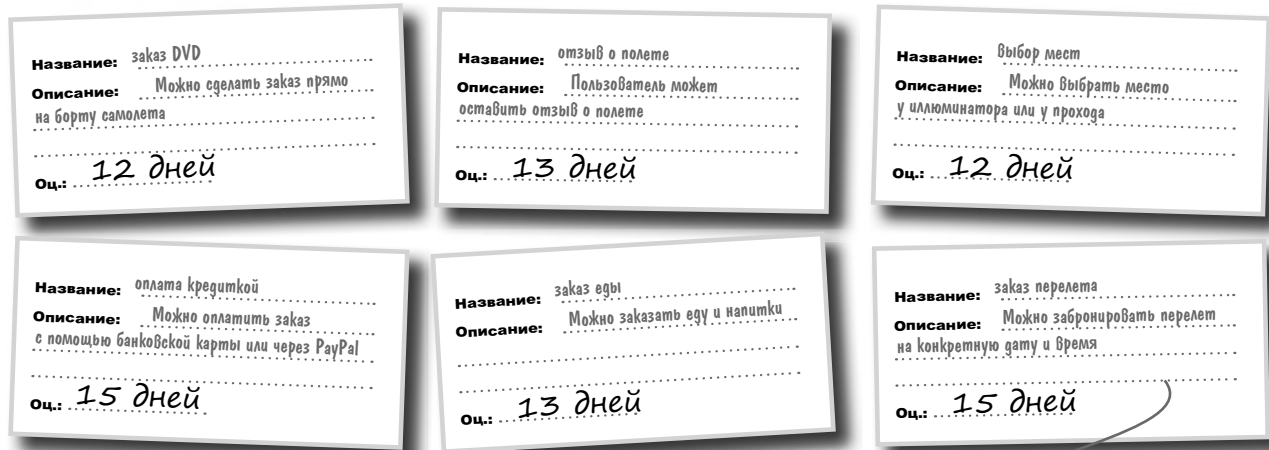 Название: заказ DVD
Описание: Можно сделать заказ прямо
на борту самолета
Оц.: 12 дней
Название: отзыв о полете
Описание: Пользователь может
оставить отзыв о полете
Оц.: 13 дней
Название: выбор мест
Описание: Можно выбрать место
у иллюминатора или у прохода
Оц.: 12 дней
Название: оплата кредиткой
Описание: Можно оплатить заказ
с помощью банковской карты или через PayPal
Оц.: 15 дней
Название: заказ еды
Описание: Можно заказать еду и напитки
Оц.: 13 дней
Название: заказ перелета
Описание: Можно забронировать перелет
на конкретную дату и время
Оц.: 15 дней